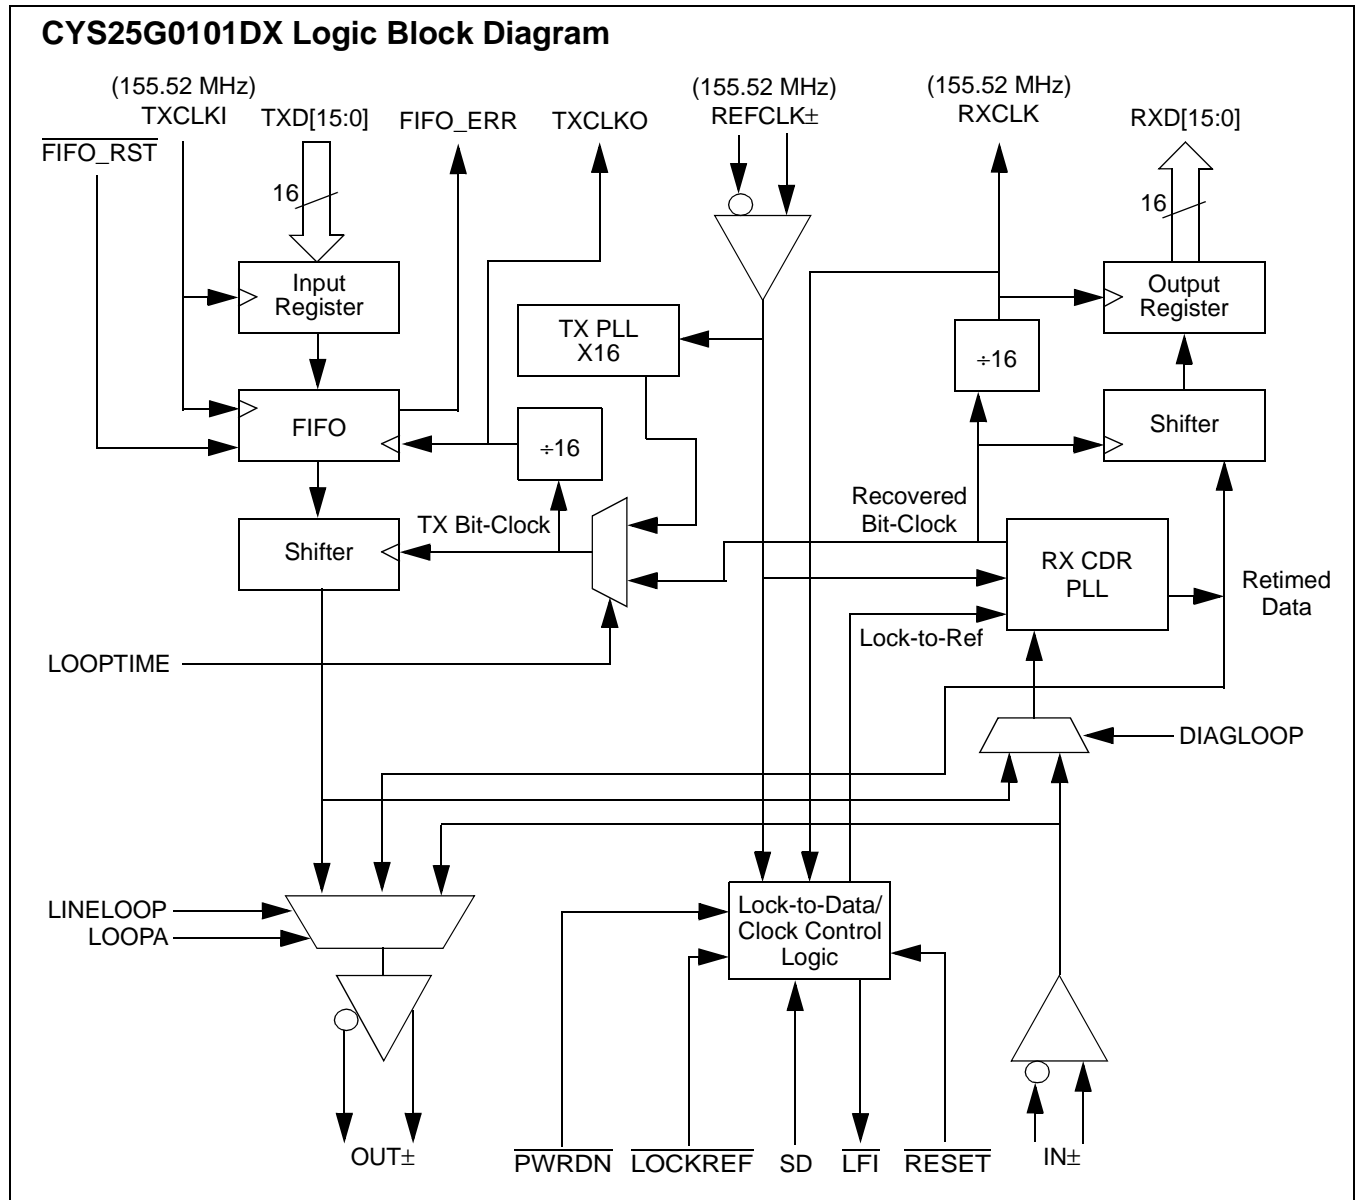 CYS25G0101DX Logic Block Diagram
(155.52 MHz)
TXCLKI
TXD[15:0]
FIFO_ERR
TXCLKO
(155.52 MHz)
REFCLK±
(155.52 MHz)
RXCLK
RXD[15:0]
FIFO_RST
16
16
Input
Register
Output
Register
TX PLL
X16
÷16
FIFO
÷16
Shifter
Recovered
Bit-Clock
TX Bit-Clock
Shifter
RX CDR
PLL
Retimed
Data
Lock-to-Ref
LOOPTIME
DIAGLOOP
LINELOOP
LOOPA
Lock-to-Data/
Clock Control
Logic
OUT±
PWRDN
LOCKREF
SD
LFI
RESET
IN±